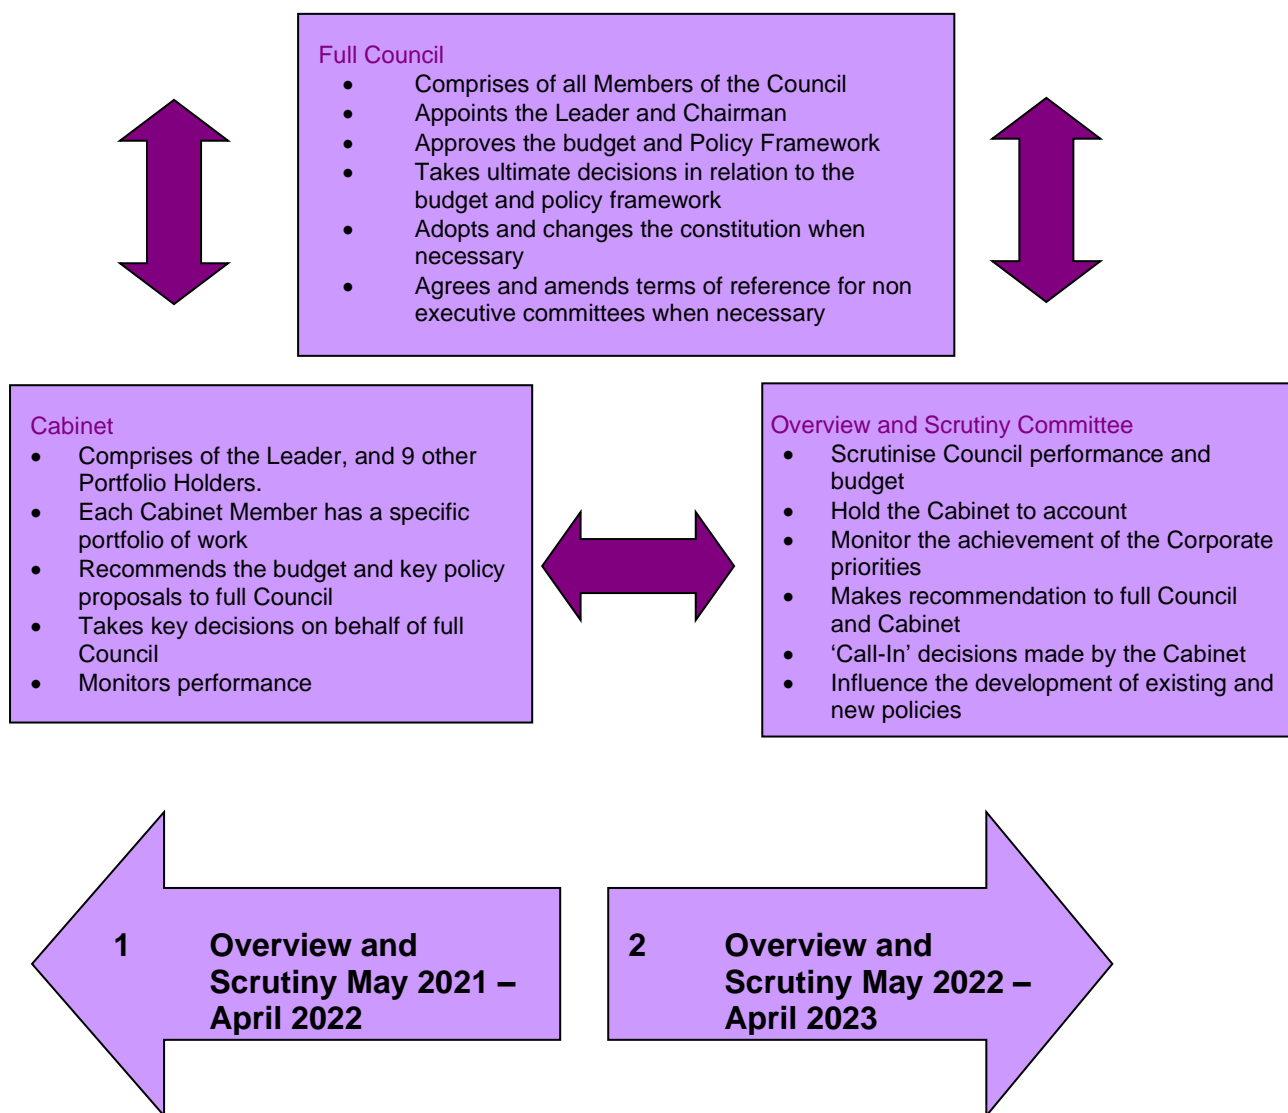 Full Council
• Comprises of all Members of the Council
• Appoints the Leader and Chairman
• Approves the budget and Policy Framework
• Takes ultimate decisions in relation to the
budget and policy framework
• Adopts and changes the constitution when
necessary
• Agrees and amends terms of reference for non
executive committees when necessary
Cabinet
• Comprises of the Leader, and 9 other
Portfolio Holders.
• Each Cabinet Member has a specific
portfolio of work
• Recommends the budget and key policy
proposals to full Council
• Takes key decisions on behalf of full
Council
• Monitors performance
Overview and Scrutiny Committee
• Scrutinise Council performance and
budget
• Hold the Cabinet to account
• Monitor the achievement of the Corporate
priorities
• Makes recommendation to full Council
and Cabinet
• ‘Call-In’ decisions made by the Cabinet
• Influence the development of existing and
new policies
1 Overview and
Scrutiny May 2021 –
April 2022
2 Overview and
Scrutiny May 2022 –
April 2023